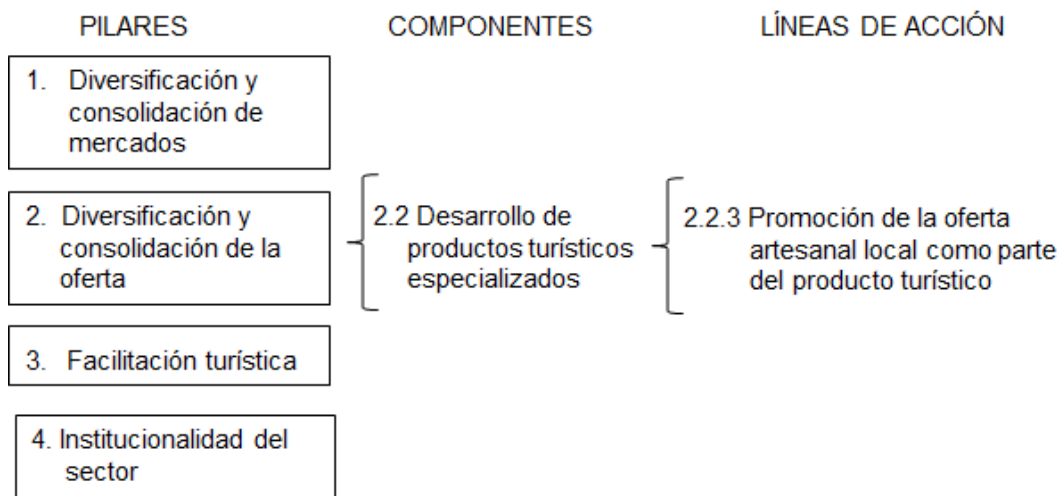 PILARES
COMPONENTES
LÍNEAS DE ACCIÓN
1. Diversificación y
consolidación de
mercados
2. Diversificación y
consolidación de la
oferta
2.2 Desarrollo de
productos turísticos
especializados
2.2.3 Promoción de la oferta
artesanal local como parte
del producto turístico
3. Facilitación turística
4. Institucionalidad del
sector